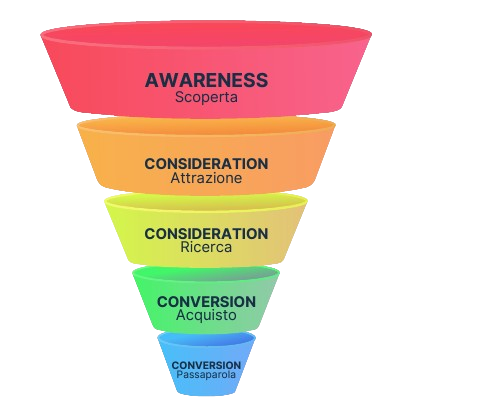 AWARENESS
Scoperta
CONSIDERATION
Attrazione
CONSIDERATION
Ricerca
CONVERSION
Acquisto
CONVERSION
Passaparola